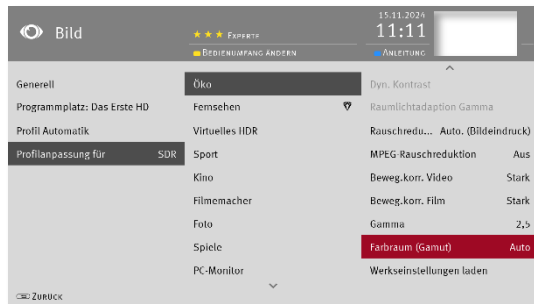 Bild
★★★ Experte
Bedienumfang ändern
15.11.2024
11:11
Anleitung
Generell
Programmplatz: Das Erste HD
Profil Automatik
Profilanpassung für SDR
Öko
Fernsehen
Virtuelles HDR
Sport
Kino
Filmemacher
Foto
Spiele
PC-Monitor
Dyn. Kontrast
Raumlichtadaption Gamma
Rauschredu... Auto. (Bildeindruck)
MPEG-Rauschreduktion Aus
Beweg.korr. Video Stark
Beweg.korr. Film Stark
Gamma 2,5
Farbraum (Gamut) Auto
Werkseinstellungen laden
Zurück